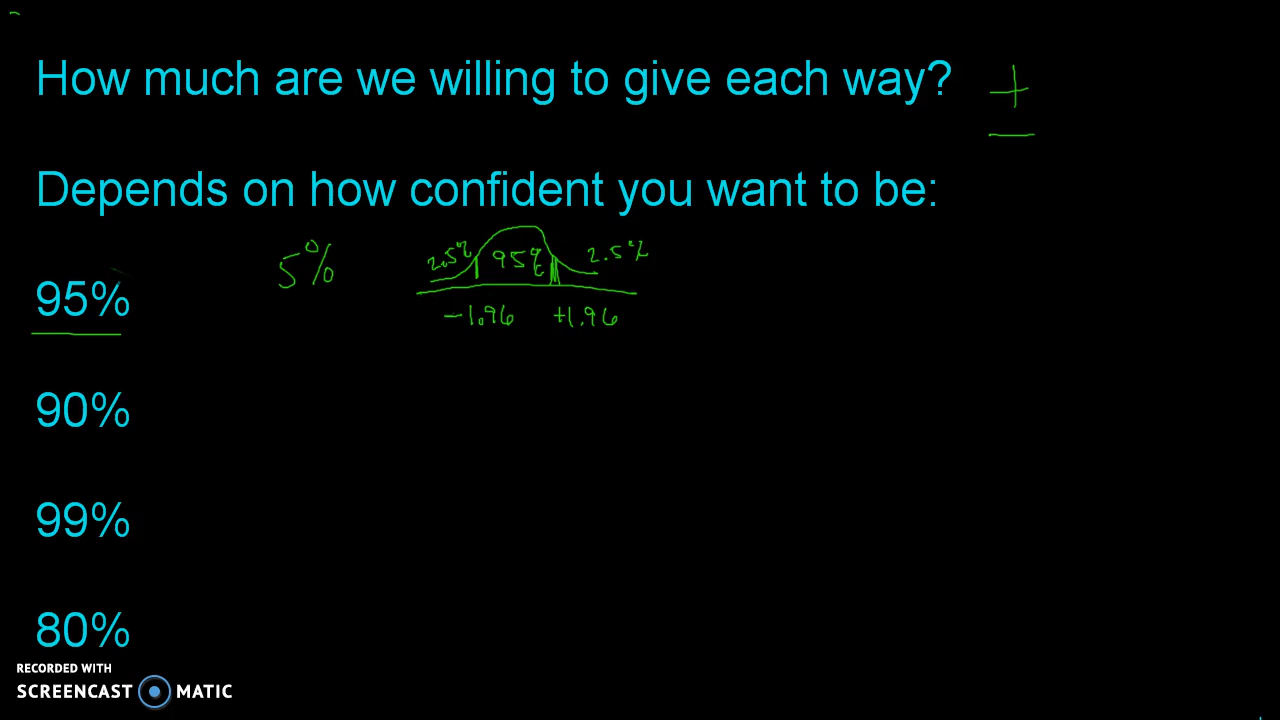 How much are we willing to give each way? ±
Depends on how confident you want to be:
5% 2.5% 95% 2.5%
95%
-1.96 +1.96
90%
99%
80%
RECORDED WITH
SCREENCAST MATIC